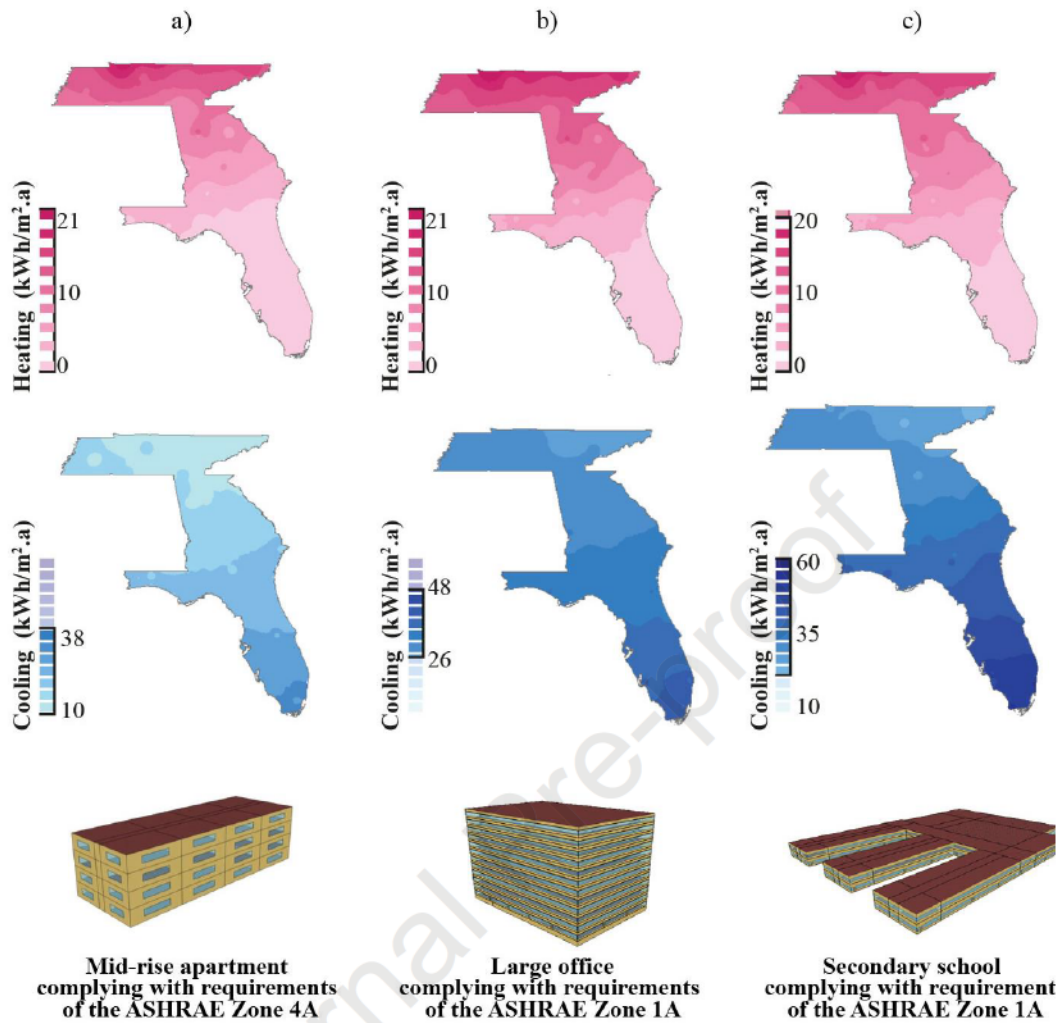 a)
b)
c)
Heating (kWh/m².a)
21
10
0
Heating (kWh/m².a)
21
10
0
Heating (kWh/m².a)
20
10
0
Cooling (kWh/m².a)
38
10
Cooling (kWh/m².a)
48
26
Cooling (kWh/m².a)
60
35
10
Mid-rise apartment
complying with requirements
of the ASHRAE Zone 4A
Large office
complying with requirements
of the ASHRAE Zone 1A
Secondary school
complying with requirement
of the ASHRAE Zone 1A
rnal re-proof